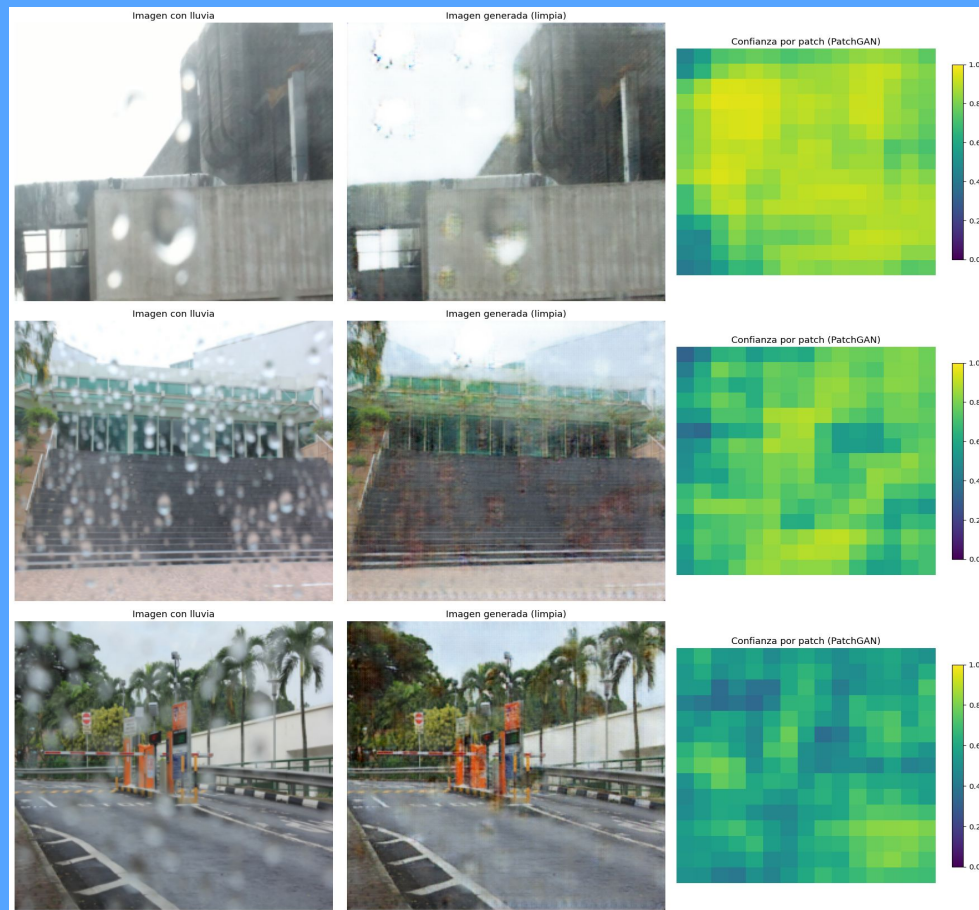 Imagen con lluvia
Imagen generada (limpia)
Confianza por patch (PatchGAN)
1.0
0.8
0.6
0.4
0.2
0.0
Imagen con lluvia
Imagen generada (limpia)
Confianza por patch (PatchGAN)
1.0
0.8
0.6
0.4
0.2
0.0
Imagen con lluvia
Imagen generada (limpia)
Confianza por patch (PatchGAN)
1.0
0.8
0.6
0.4
0.2
0.0